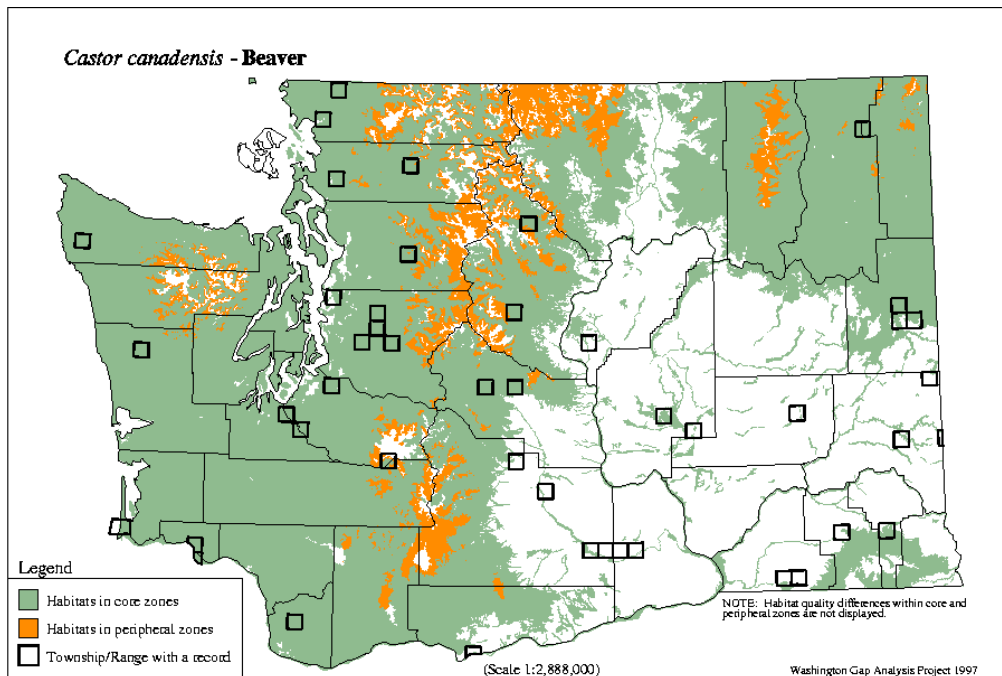 Castor canadensis - Beaver
Legend
Habitats in core zones
Habitats in peripheral zones
Township/Range with a record
(Scale 1:2,888,000)
NOTE: Habitat quality differences within core and
peripheral zones are not displayed.
Washington Gap Analysis Project 1997